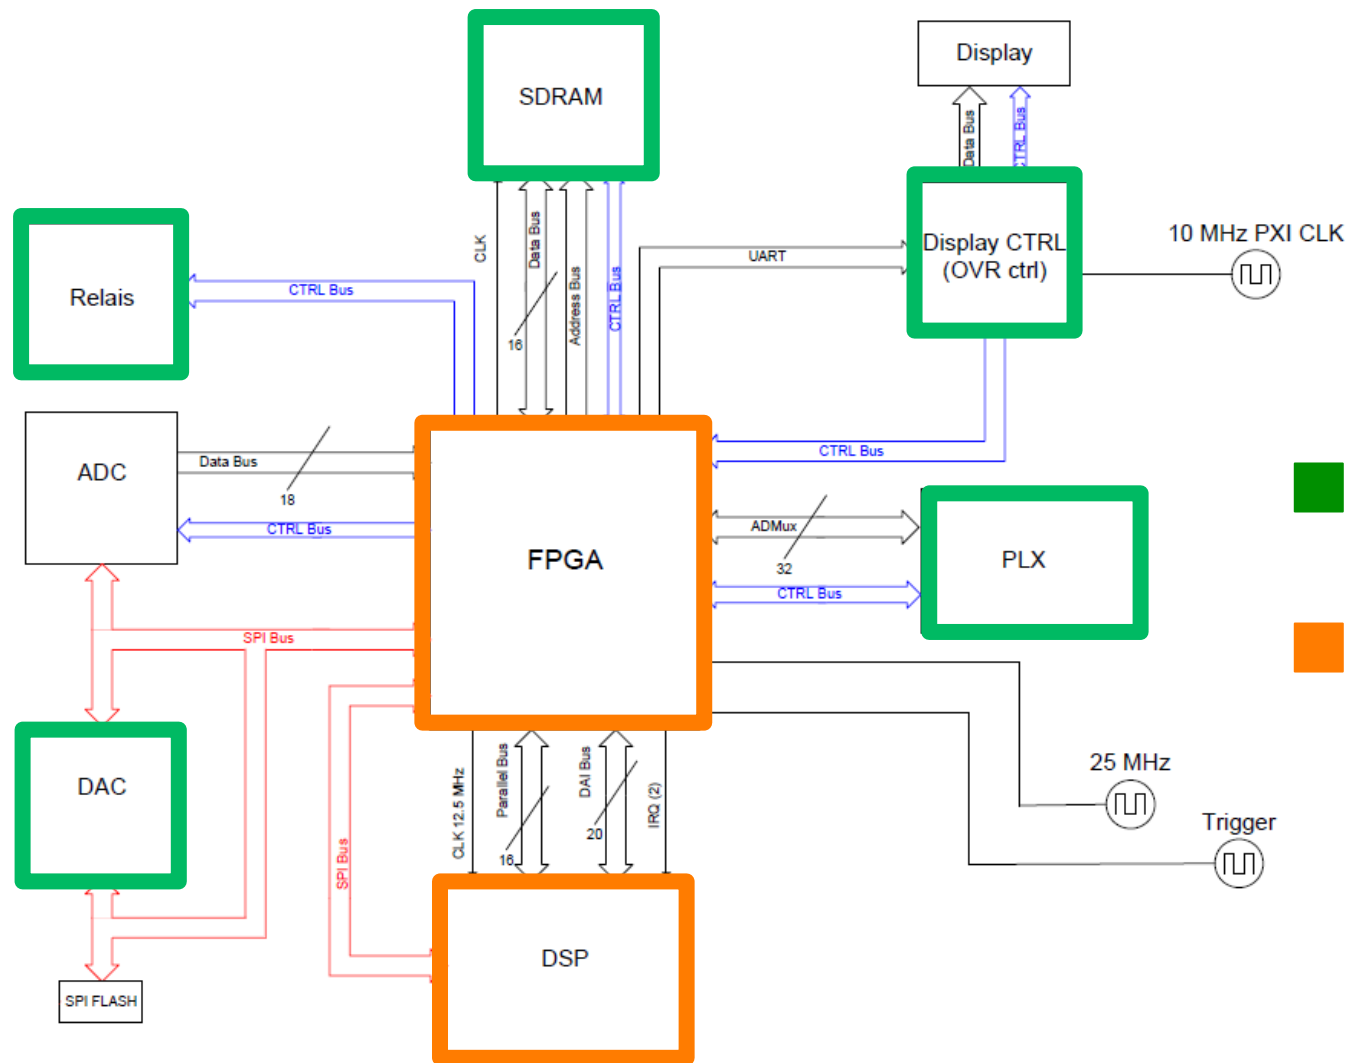 SDRAM
Display
Data Bus
CTRL Bus
Display CTRL
(OVR ctrl)
10 MHz PXI CLK
Relais
CTRL Bus
CLK
Data Bus
16
Address Bus
CTRL Bus
UART
ADC
Data Bus
18
CTRL Bus
CTRL Bus
FPGA
ADMux
32
CTRL Bus
PLX
SPI Bus
DAC
SPI Bus
CLK 12.5 MHz
Parallel Bus
16
DAI Bus
20
IRQ (2)
25 MHz
Trigger
DSP
SPI FLASH